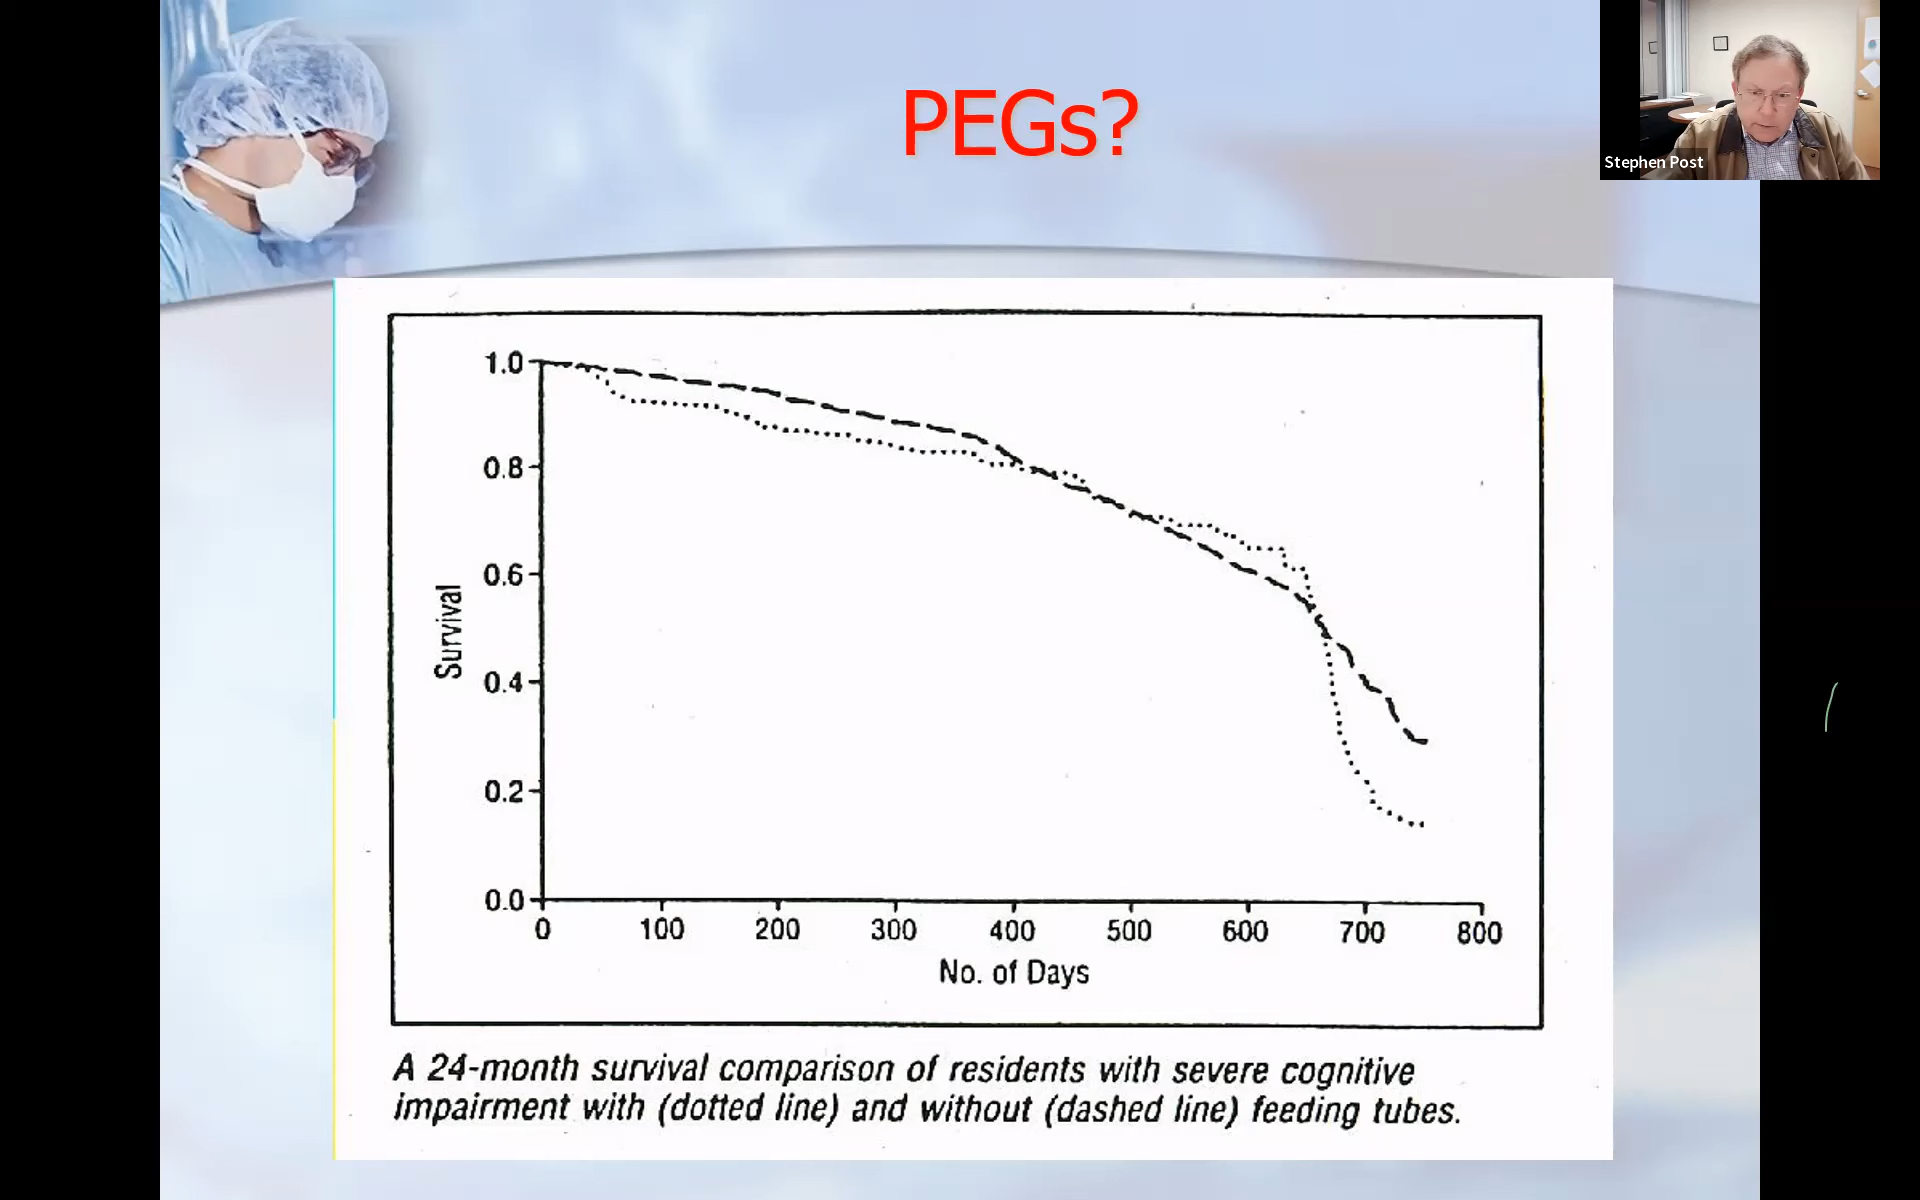 PEGs?
Stephen Post
1.0
0.8
0.6
0.4
0.2
0.0
Survival
0 100 200 300 400 500 600 700 800
No. of Days
A 24-month survival comparison of residents with severe cognitive
impairment with (dotted line) and without (dashed line) feeding tubes.